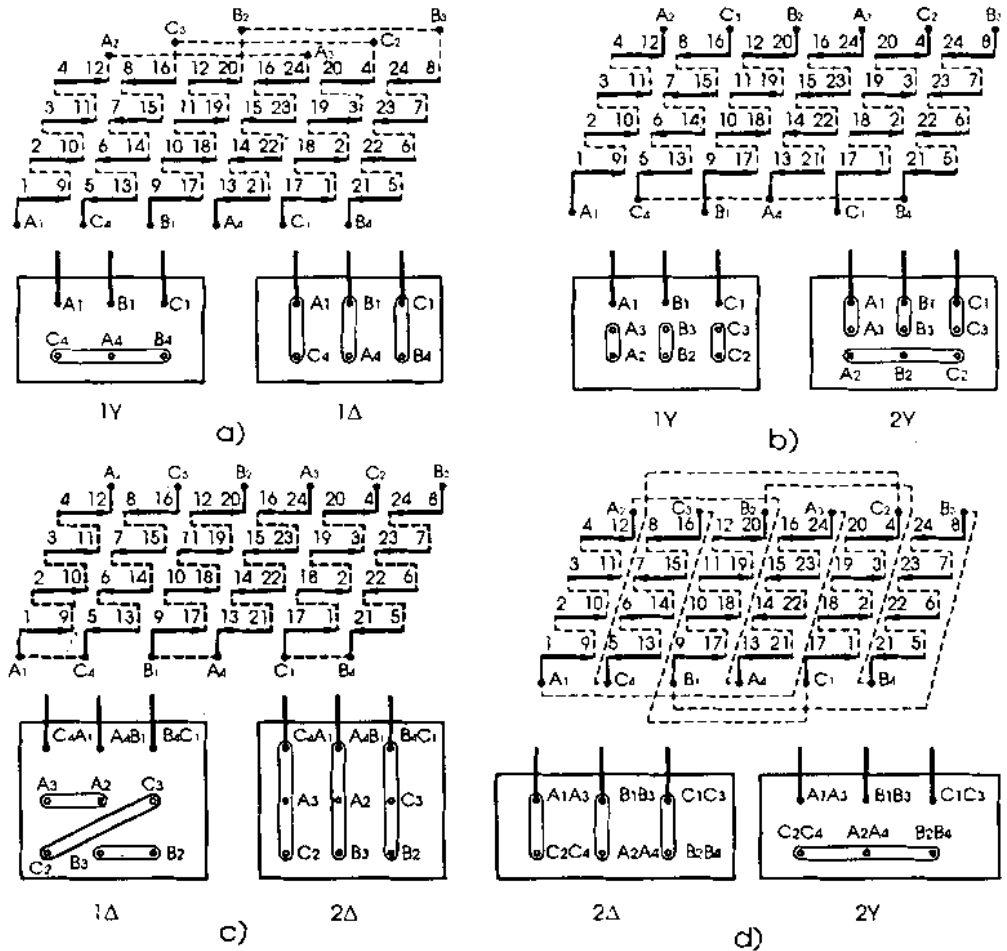 A2 C3 B2 A3 C2 B3
4 12 8 16 12 20 16 24 20 4 24 8
3 11 7 15 11 19 15 23 19 3 23 7
2 10 6 14 10 18 14 22 18 2 22 6
1 9 5 13 9 17 13 21 17 1 21 5
A1 C4 B1 A4 C1 B4
A1 B1 C1
C4 A4 B4
1Y
A1 B1 C1
C4 A4 B4
1Δ
a)
A2 C3 B2 A3 C2 B3
4 12 8 16 12 20 16 24 20 4 24 8
3 11 7 15 11 19 15 23 19 3 23 7
2 10 6 14 10 18 14 22 18 2 22 6
1 9 5 13 9 17 13 21 17 1 21 5
A1 C4 B1 A4 C1 B4
A1 B1 C1
A3 B3 C3
A2 B2 C2
1Y
A1 B1 C1
A3 B3 C3
A2 B2 C2
2Y
b)
A2 C3 B2 A3 C2 B3
4 12 8 16 12 20 16 24 20 4 24 8
3 11 7 15 11 19 15 23 19 3 23 7
2 10 6 14 10 18 14 22 18 2 22 6
1 9 5 13 9 17 13 21 17 1 21 5
A1 C4 B1 A4 C1 B4
C4A1 A4B1 B4C1
A3 A2 C3
C2 B3 B2
1Δ
C4A1 A4B1 B4C1
A3 A2 C3
C2 B3 B2
2Δ
c)
A2 C3 B2 A3 C2 B3
4 12 8 16 12 20 16 24 20 4 24 8
3 11 7 15 11 19 15 23 19 3 23 7
2 10 6 14 10 18 14 22 18 2 22 6
1 9 5 13 9 17 13 21 17 1 21 5
A1 C4 B1 A4 C1 B4
A1A3 B1B3 C1C3
C2C4 A2A4 B2B4
2Δ
A1A3 B1B3 C1C3
C2C4 A2A4 B2B4
2Y
d)